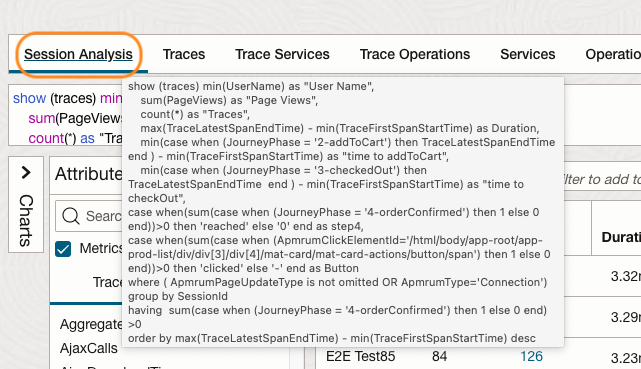 Session Analysis Traces Trace Services Trace Operations Services Operatio
show (traces) min
sum(PageViews
count(*) as "Tra
show (traces) min(UserName) as "User Name",
sum(PageViews) as "Page Views",
count(*) as "Traces",
max(TraceLatestSpanEndTime) - min(TraceFirstSpanStartTime) as Duration,
min(case when (JourneyPhase = '2-addToCart') then TraceLatestSpanEndTime
end ) - min(TraceFirstSpanStartTime) as "time to addToCart",
min(case when (JourneyPhase = '3-checkedOut') then
TraceLatestSpanEndTime  end ) - min(TraceFirstSpanStartTime) as "time to
checkOut",
case when(sum(case when (JourneyPhase = '4-orderConfirmed') then 1 else 0
end))>0 then 'reached' else '0' end as step4,
case when(sum(case when (ApmrumClickElementId='/html/body/app-root/app-
prod-list/div/div[3]/div[4]/mat-card/mat-card-actions/button/span') then 1 else 0
end))>0 then 'clicked' else '-' end as Button
where ( ApmrumPageUpdateType is not omitted OR ApmrumType='Connection')
group by SessionId
having  sum(case when (JourneyPhase = '4-orderConfirmed') then 1 else 0 end)
>0
order by max(TraceLatestSpanEndTime) - min(TraceFirstSpanStartTime) desc
Charts
Attribute
Searc
Metrics
Trace
Aggregate
AjaxCalls
ilter to add to
Durati
3.32m
3.29m
E2E Test85 84 126 3.23m